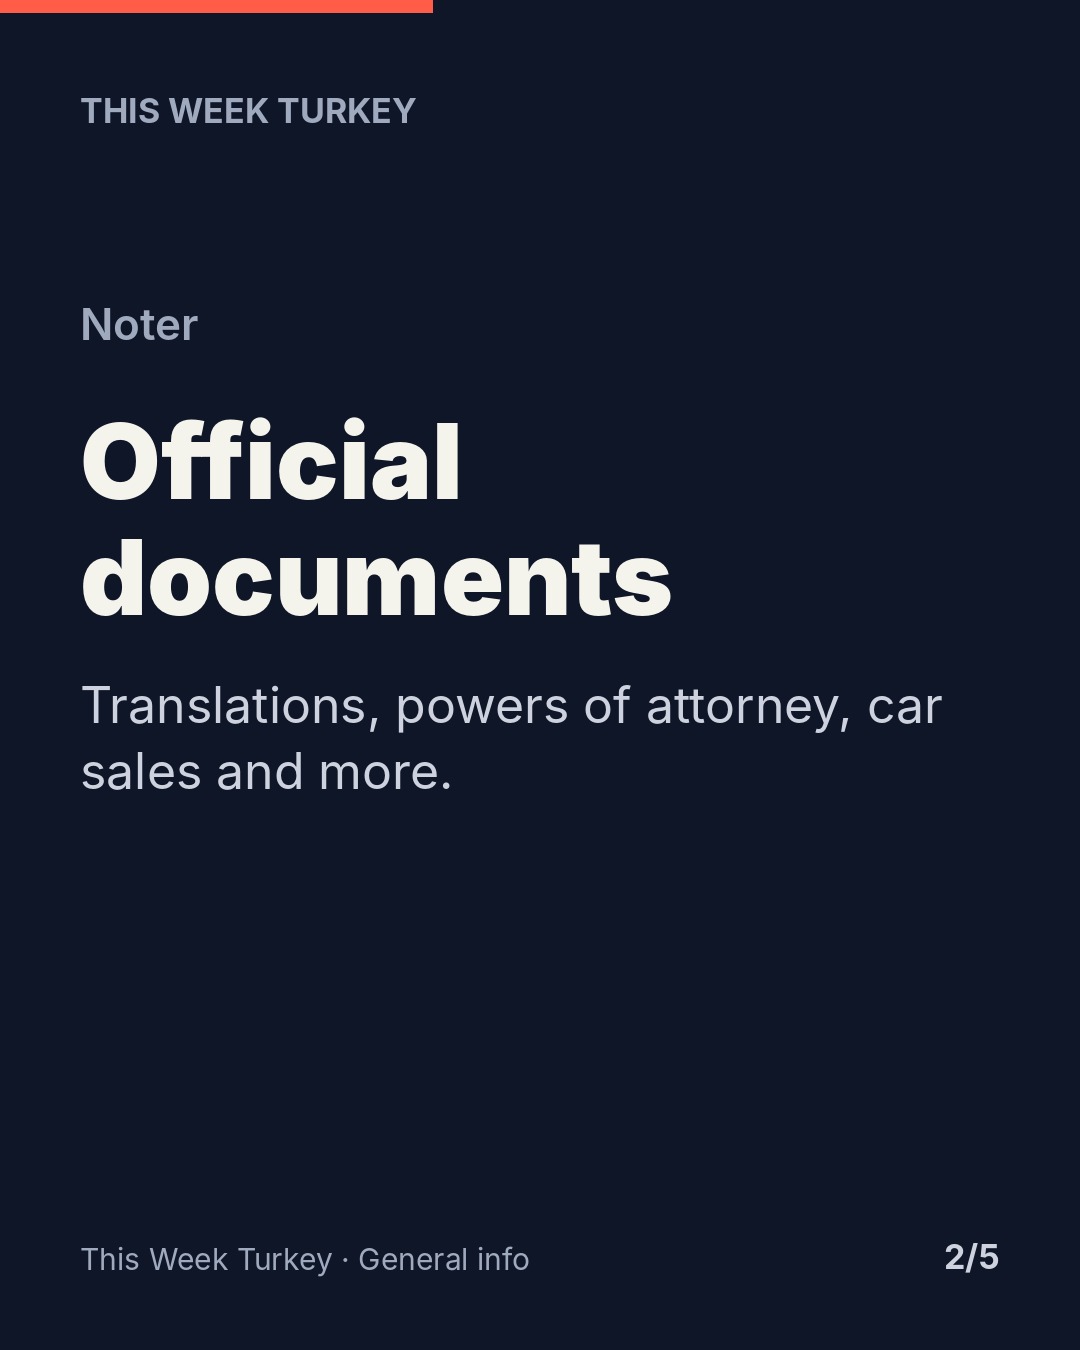 THIS WEEK TURKEY
Noter
Official
documents
Translations, powers of attorney, car
sales and more.
This Week Turkey · General info
2/5